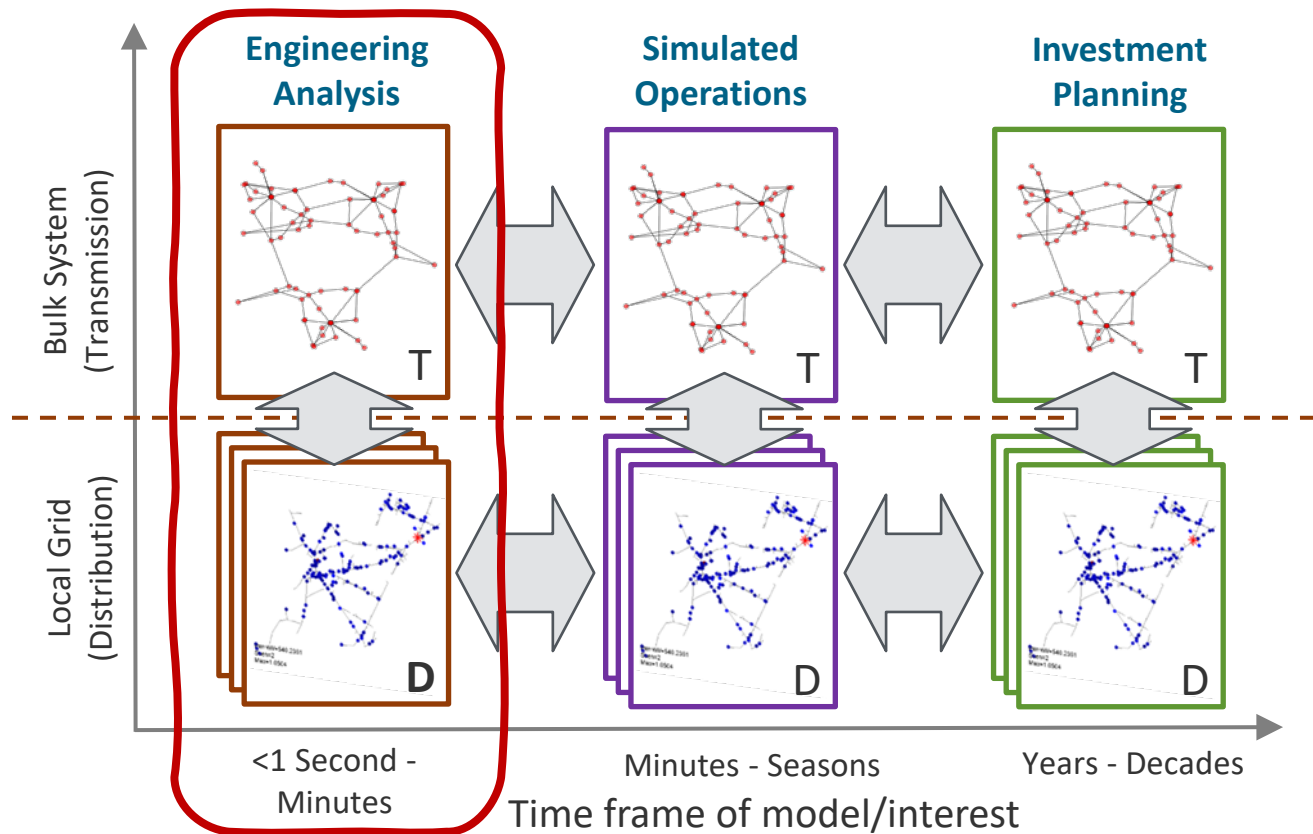 Engineering
Analysis
Simulated
Operations
Investment
Planning
Bulk System
(Transmission)
T
T
T
Local Grid
(Distribution)
D
D
D
<1 Second -
Minutes
Minutes - Seasons
Years - Decades
Time frame of model/interest